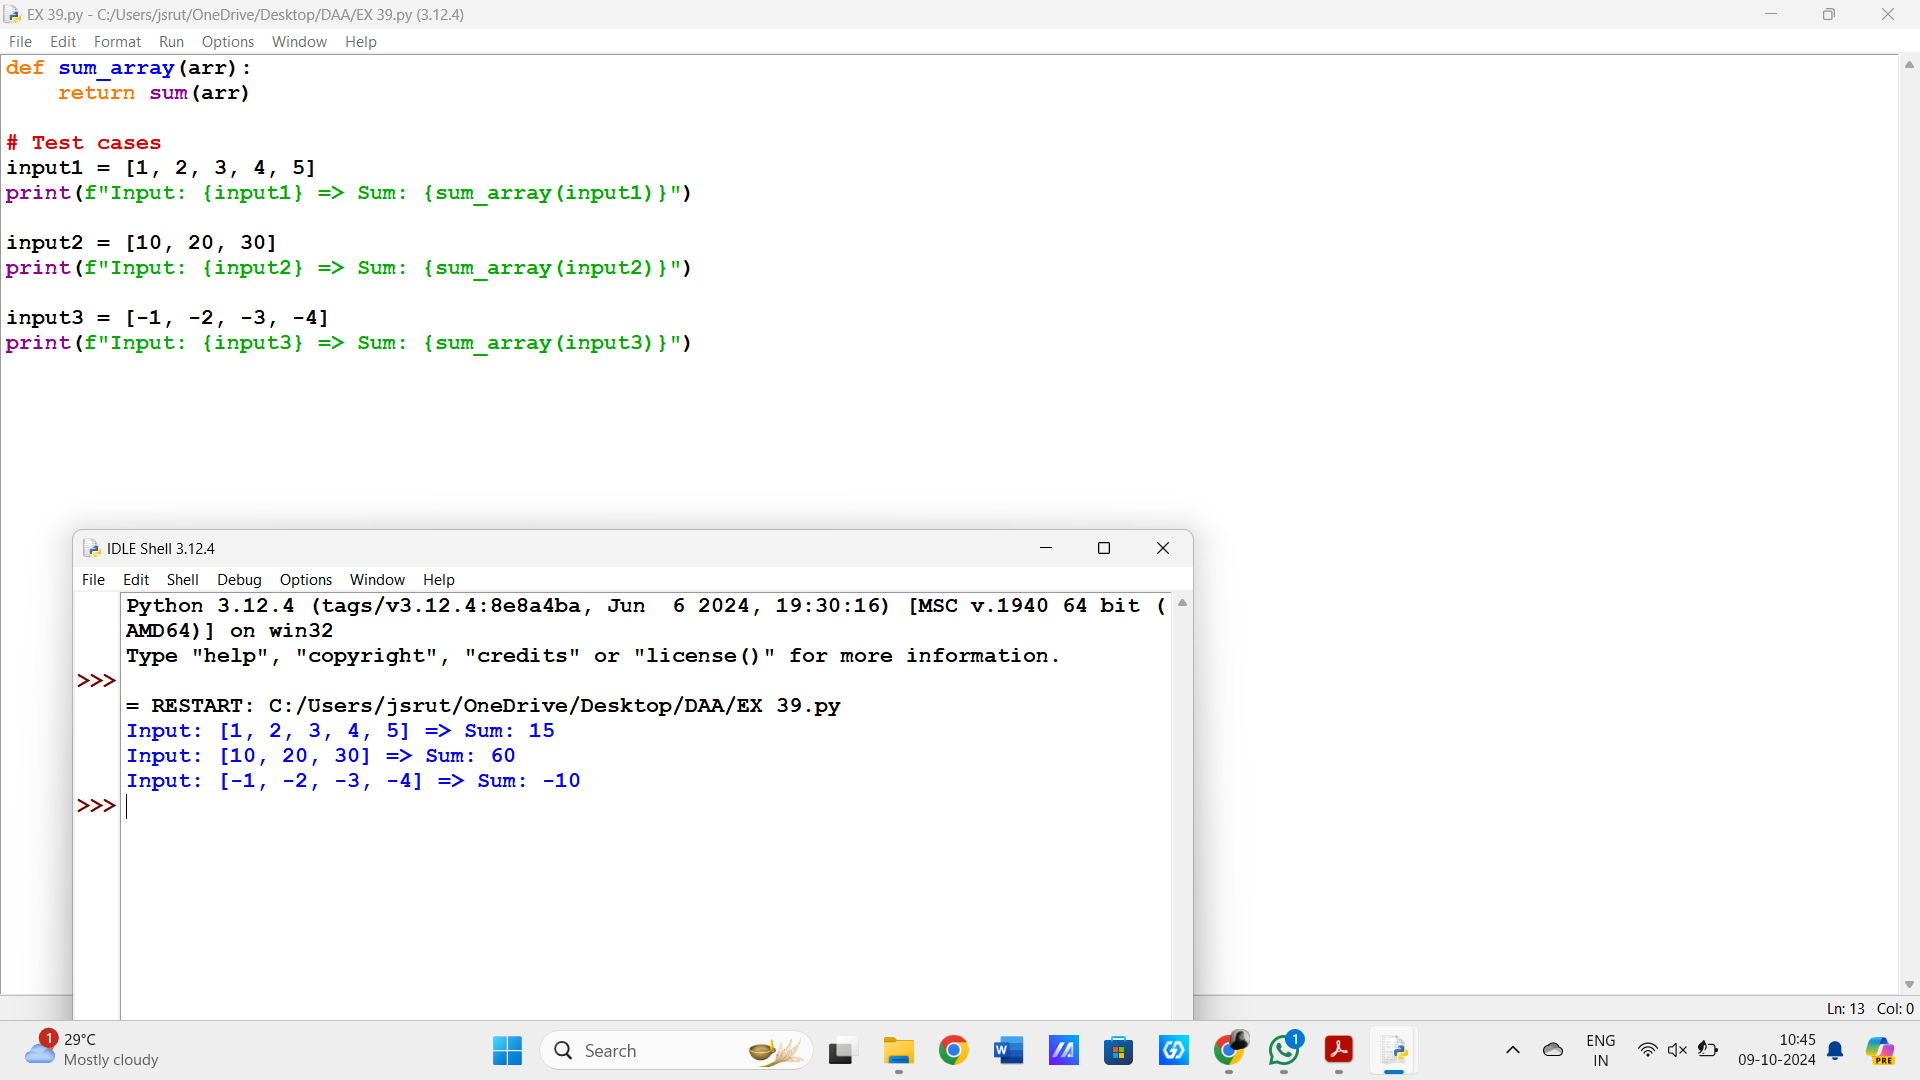 EX 39.py - C:/Users/jsrut/OneDrive/Desktop/DAA/EX 39.py (3.12.4)
File Edit Format Run Options Window Help
def sum_array(arr):
    return sum(arr)

# Test cases
input1 = [1, 2, 3, 4, 5]
print(f"Input: {input1} => Sum: {sum_array(input1)}")

input2 = [10, 20, 30]
print(f"Input: {input2} => Sum: {sum_array(input2)}")

input3 = [-1, -2, -3, -4]
print(f"Input: {input3} => Sum: {sum_array(input3)}")
IDLE Shell 3.12.4
File Edit Shell Debug Options Window Help
Python 3.12.4 (tags/v3.12.4:8e8a4ba, Jun  6 2024, 19:30:16) [MSC v.1940 64 bit (
AMD64)] on win32
Type "help", "copyright", "credits" or "license()" for more information.
>>>
= RESTART: C:/Users/jsrut/OneDrive/Desktop/DAA/EX 39.py
Input: [1, 2, 3, 4, 5] => Sum: 15
Input: [10, 20, 30] => Sum: 60
Input: [-1, -2, -3, -4] => Sum: -10
>>>
Ln: 13 Col: 0
1
29°C
Mostly cloudy
Search
W
1
ENG
IN
10:45
09-10-2024
PRE